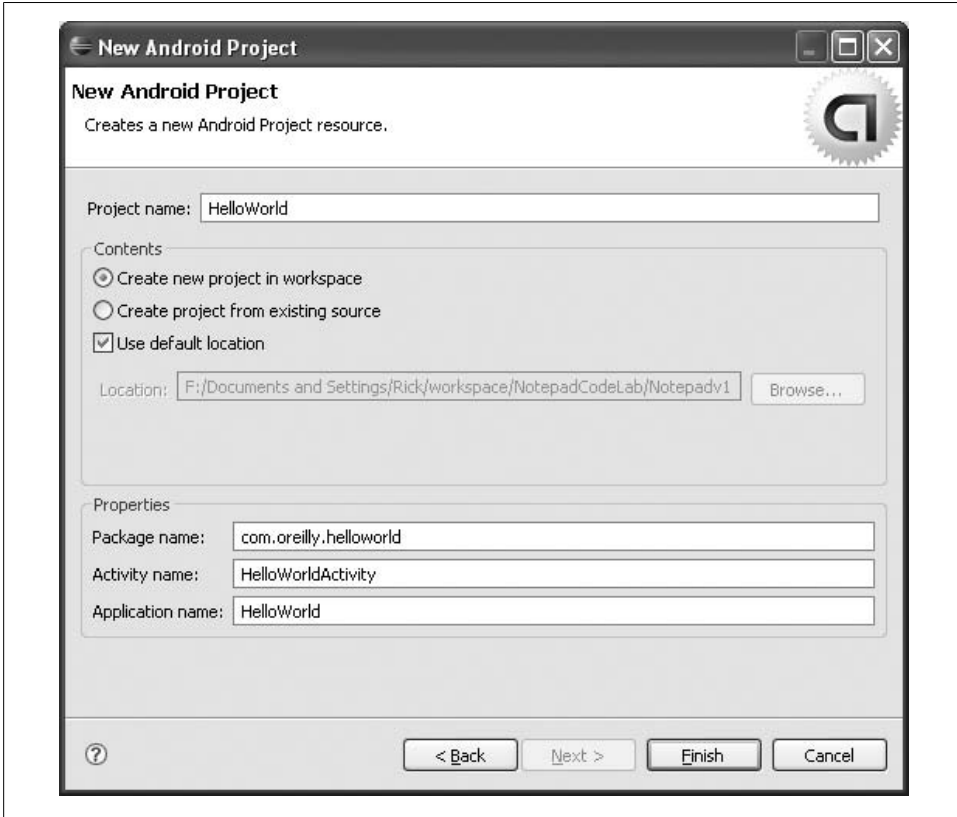 New Android Project
New Android Project
Creates a new Android Project resource.
Project name: HelloWorld
Contents
Create new project in workspace
Create project from existing source
Use default location
Location: F:/Documents and Settings/Rick/workspace/NotepadCodeLab/Notepadv1 Browse...
Properties
Package name: com.oreilly.helloworld
Activity name: HelloWorldActivity
Application name: HelloWorld
? < Back Next > Finish Cancel